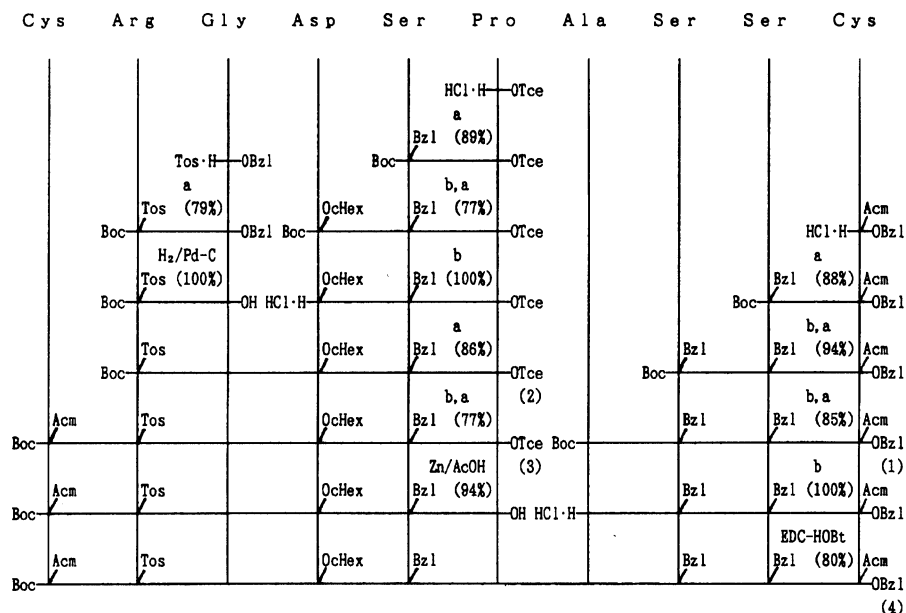 Cys Arg Gly Asp Ser Pro Ala Ser Ser Cys
HCl·H OTce
a
Bzl (89%)
Tos·H OBzl Boc OTce
a b,a
Tos (79%) OcHex Bzl (77%) Acm
Boc OBzl Boc OTce HCl·H OBzl
H₂/Pd-C b a
Tos (100%) OcHex Bzl (100%) Bzl (88%) Acm
Boc OH HCl·H OTce Boc OBzl
a b,a
Tos OcHex Bzl (86%) Bzl Bzl (94%) Acm
Boc OTce Boc OBzl
(2)
b,a b,a
Acm Tos OcHex Bzl (77%) Bzl Bzl (85%) Acm
Boc OTce Boc OBzl
(3) (1)
Zn/AcOH b
Acm Tos OcHex Bzl (94%) Bzl Bzl (100%) Acm
Boc OH HCl·H OBzl
EDC-HOBt
Acm Tos OcHex Bzl Bzl Bzl (80%) Acm
Boc OBzl
(4)